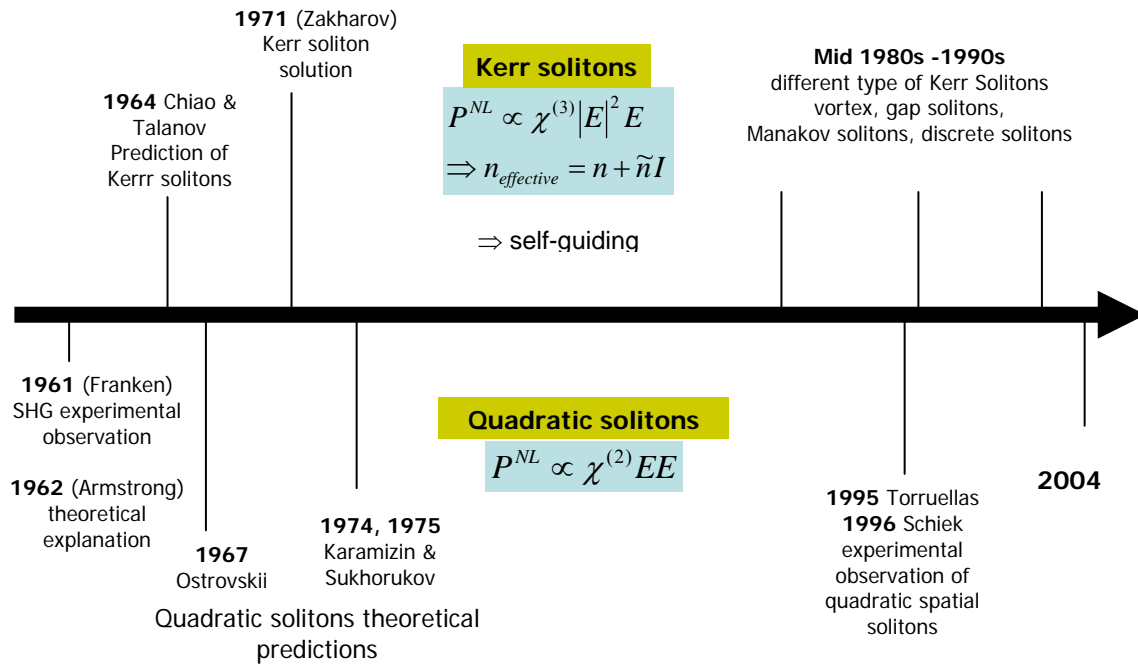 1971 (Zakharov)
Kerr soliton
solution
1964 Chiao &
Talanov
Prediction of
Kerrr solitons
Kerr solitons
P^{NL} ∝ χ^{(3)}|E|^2 E
⇒ n_{effective} = n + ñI
⇒ self-guiding
Mid 1980s -1990s
different type of Kerr Solitons
vortex, gap solitons,
Manakov solitons, discrete solitons
1961 (Franken)
SHG experimental
observation
1962 (Armstrong)
theoretical
explanation
1967
Ostrovskii
1974, 1975
Karamizin &
Sukhorukov
Quadratic solitons theoretical
predictions
Quadratic solitons
P^{NL} ∝ χ^{(2)}EE
1995 Torruellas
1996 Schiek
experimental
observation of
quadratic spatial
solitons
2004